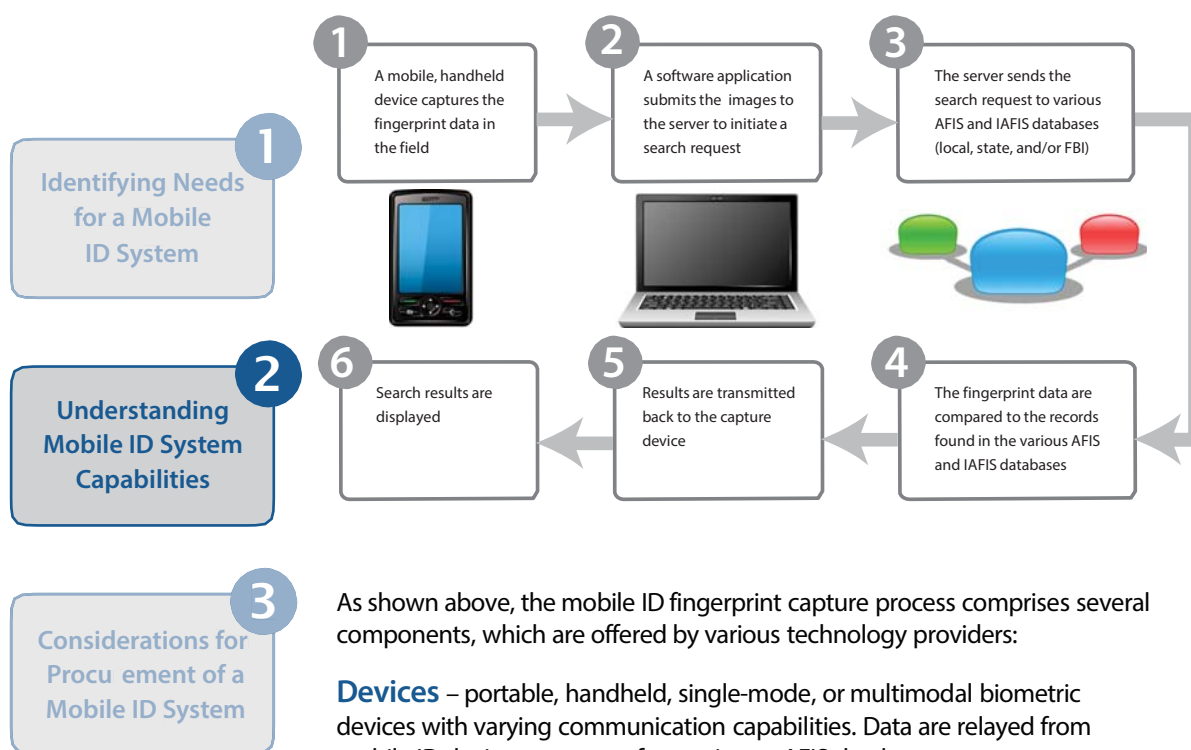 1
Identifying Needs
for a Mobile
ID System
2
Understanding
Mobile ID System
Capabilities
3
Considerations for
Procu ement of a
Mobile ID System
1
A mobile, handheld
device captures the
fingerprint data in
the field
2
A software application
submits the images to
the server to initiate a
search request
3
The server sends the
search request to various
AFIS and IAFIS databases
(local, state, and/or FBI)
4
The fingerprint data are
compared to the records
found in the various AFIS
and IAFIS databases
5
Results are transmitted
back to the capture
device
6
Search results are
displayed
As shown above, the mobile ID fingerprint capture process comprises several
components, which are offered by various technology providers:
Devices – portable, handheld, single-mode, or multimodal biometric
devices with varying communication capabilities. Data are relayed from